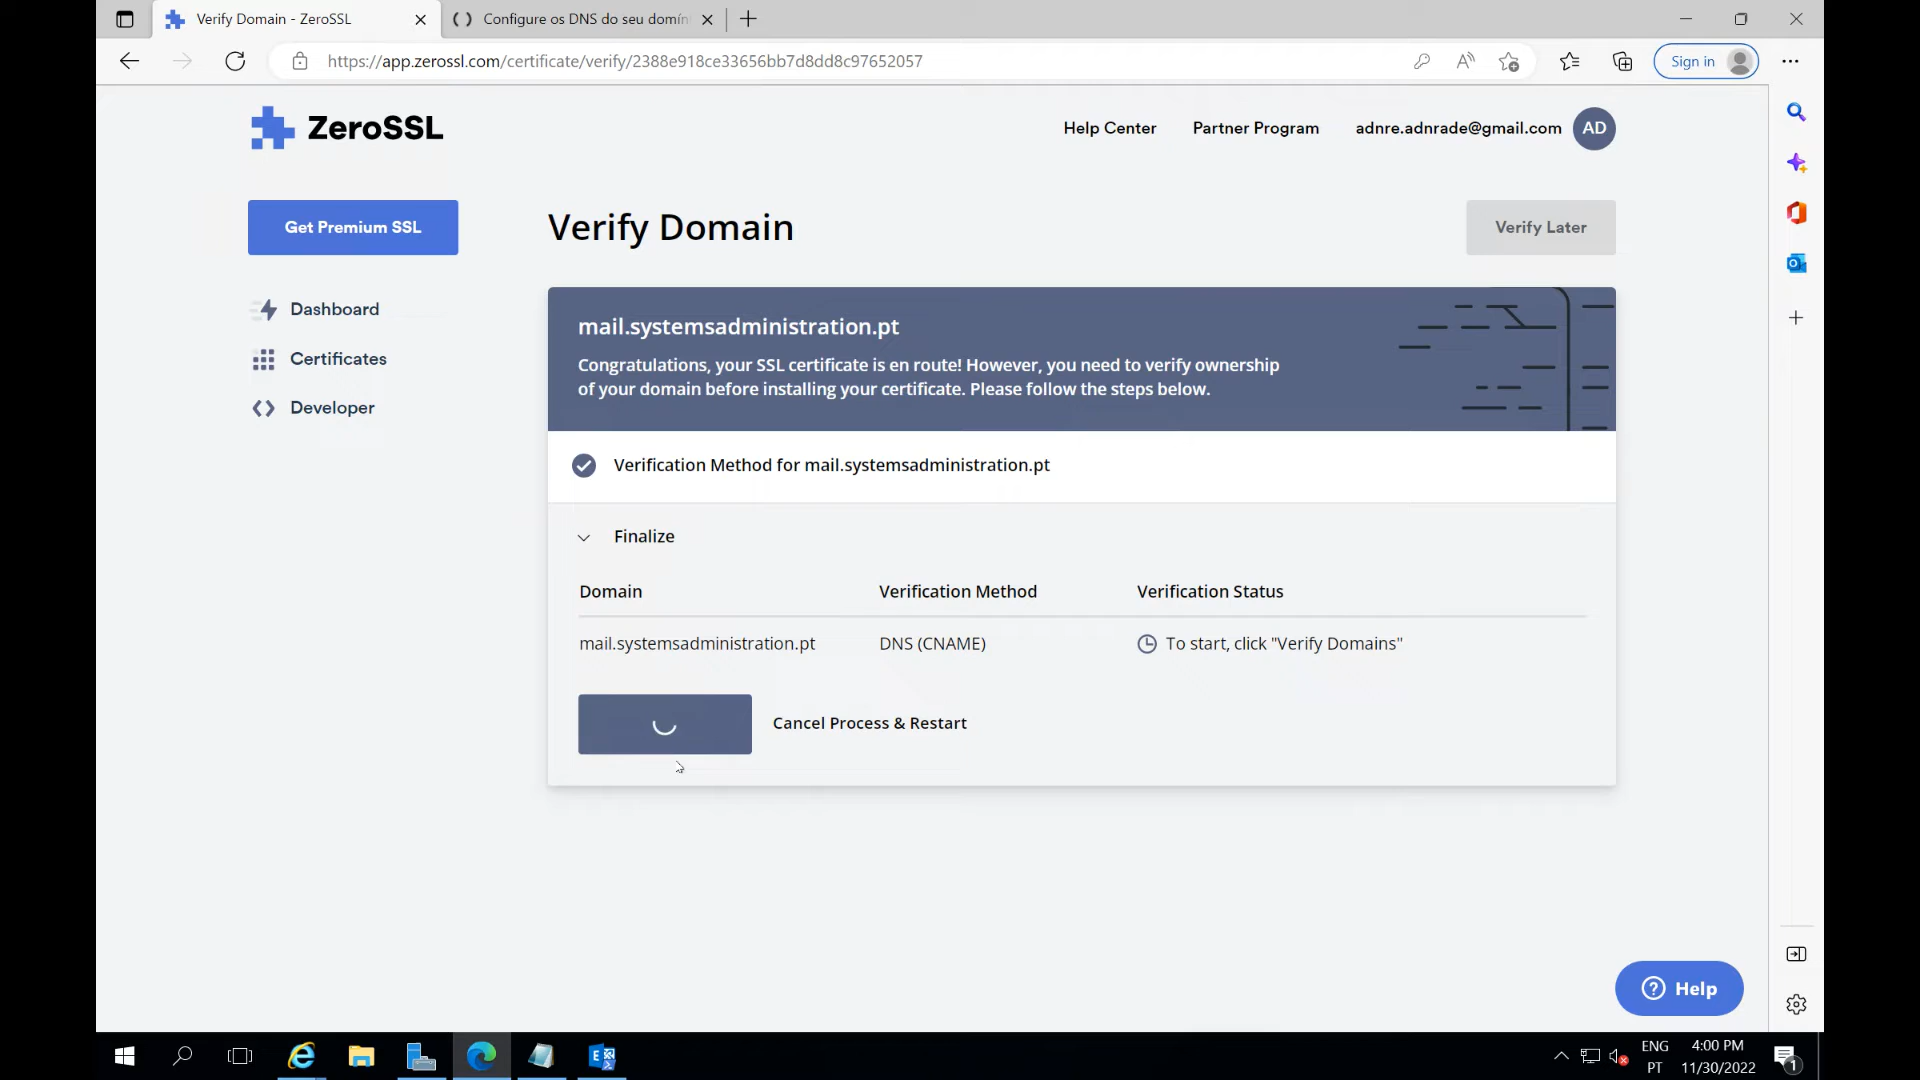 Verify Domain - ZeroSSL
Configure os DNS do seu domín
https://app.zerossl.com/certificate/verify/2388e918ce33656bb7d8dd8c97652057
Sign in
ZeroSSL
Help Center
Partner Program
adnre.adnrade@gmail.com
AD
Get Premium SSL
Verify Domain
Verify Later
Dashboard
Certificates
Developer
mail.systemsadministration.pt
Congratulations, your SSL certificate is en route! However, you need to verify ownership
of your domain before installing your certificate. Please follow the steps below.
Verification Method for mail.systemsadministration.pt
Finalize
Domain Verification Method Verification Status
mail.systemsadministration.pt DNS (CNAME) To start, click "Verify Domains"
Cancel Process & Restart
Help
ENG
PT
4:00 PM
11/30/2022
1